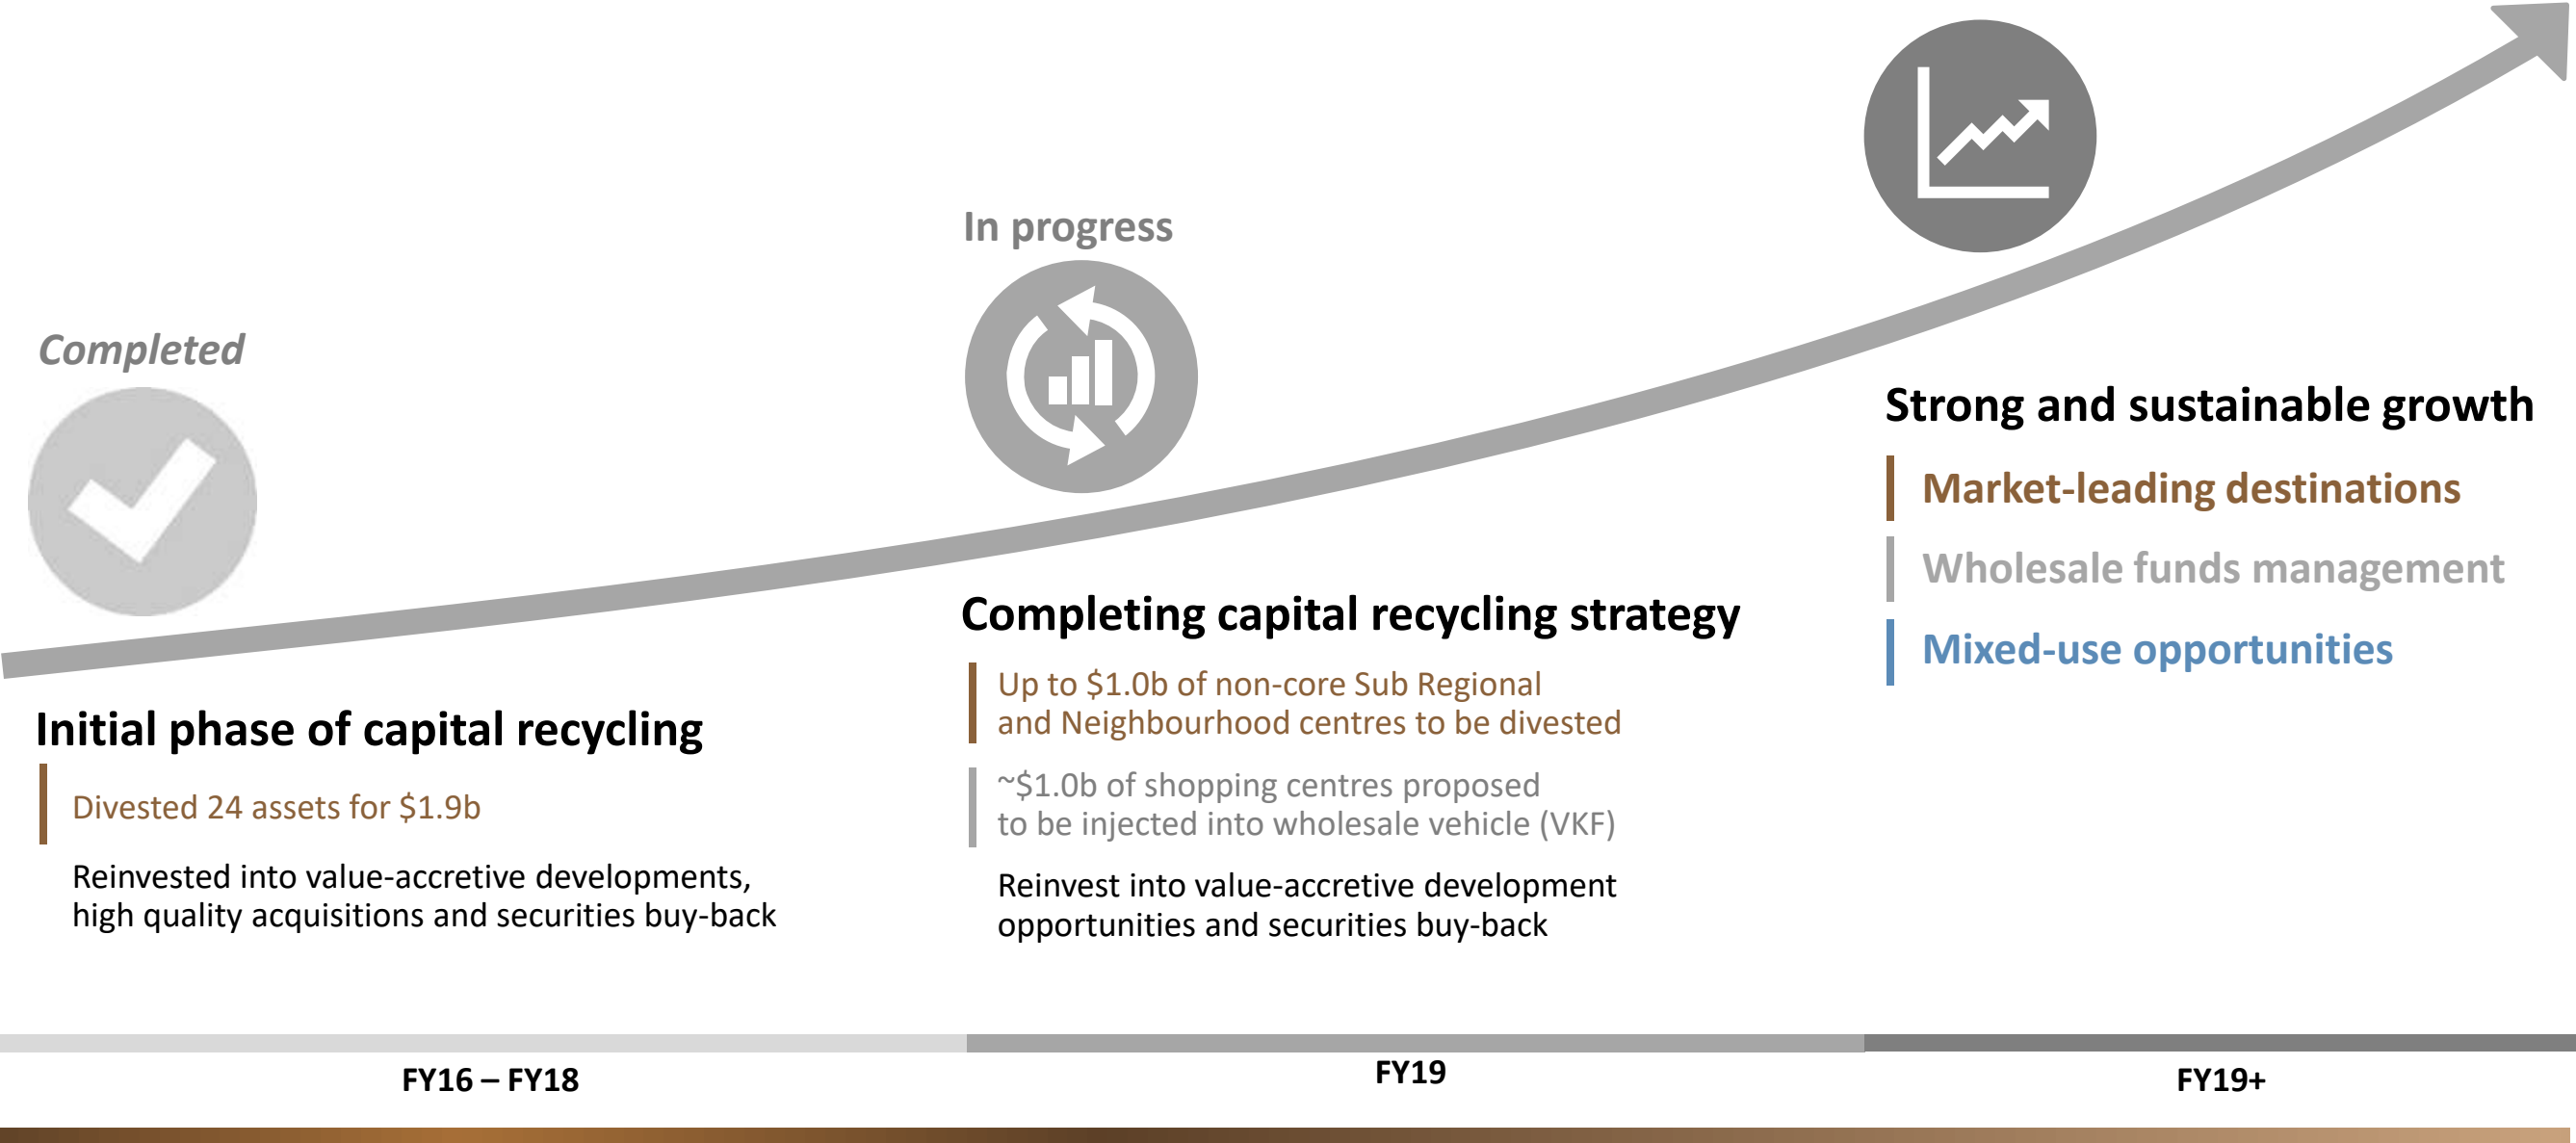 Completed
Initial phase of capital recycling
Divested 24 assets for $1.9b
Reinvested into value-accretive developments,
high quality acquisitions and securities buy-back
FY16 – FY18
In progress
Completing capital recycling strategy
Up to $1.0b of non-core Sub Regional
and Neighbourhood centres to be divested
~$1.0b of shopping centres proposed
to be injected into wholesale vehicle (VKF)
Reinvest into value-accretive development
opportunities and securities buy-back
FY19
Strong and sustainable growth
Market-leading destinations
Wholesale funds management
Mixed-use opportunities
FY19+